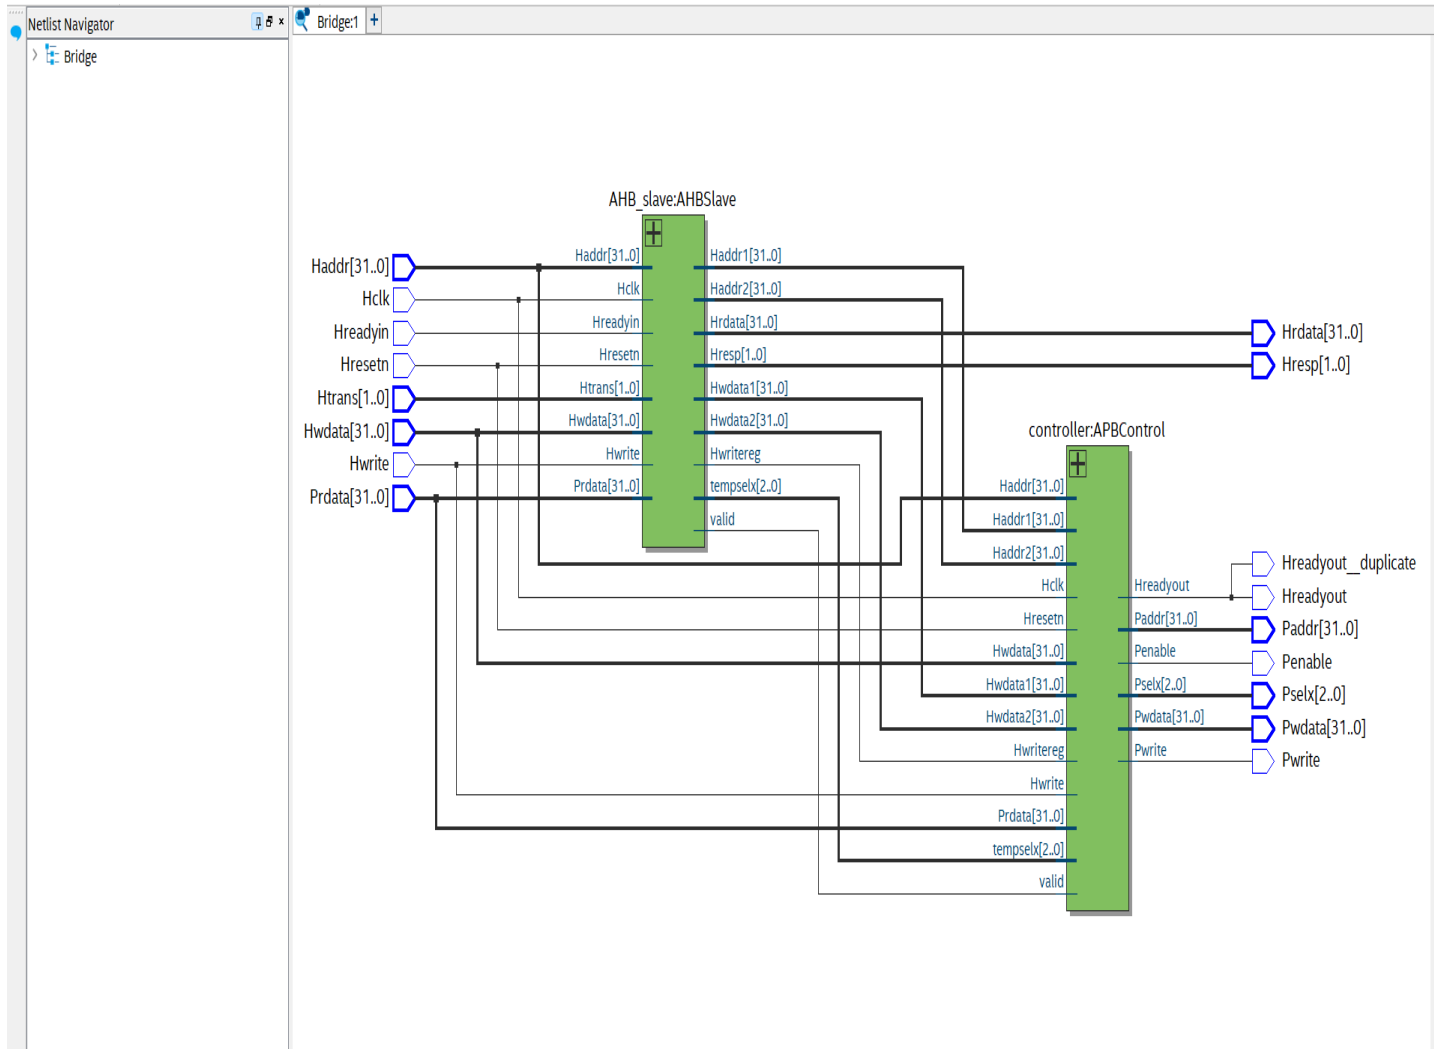 Netlist Navigator
Bridge:1
Bridge
AHB_slave:AHBSlave
Haddr[31..0]
Hclk
Hreadyin
Hresetn
Htrans[1..0]
Hwdata[31..0]
Hwrite
Prdata[31..0]
Haddr[31..0]
Hclk
Hreadyin
Hresetn
Htrans[1..0]
Hwdata[31..0]
Hwrite
Prdata[31..0]
Haddr1[31..0]
Haddr2[31..0]
Hrdata[31..0]
Hresp[1..0]
Hwdata1[31..0]
Hwdata2[31..0]
Hwritereg
tempselx[2..0]
valid
Hrdata[31..0]
Hresp[1..0]
controller:APBControl
Haddr[31..0]
Haddr1[31..0]
Haddr2[31..0]
Hclk
Hresetn
Hwdata[31..0]
Hwdata1[31..0]
Hwdata2[31..0]
Hwritereg
Hwrite
Prdata[31..0]
tempselx[2..0]
valid
Hreadyout
Paddr[31..0]
Penable
Pselx[2..0]
Pwdata[31..0]
Pwrite
Hreadyout__duplicate
Hreadyout
Paddr[31..0]
Penable
Pselx[2..0]
Pwdata[31..0]
Pwrite